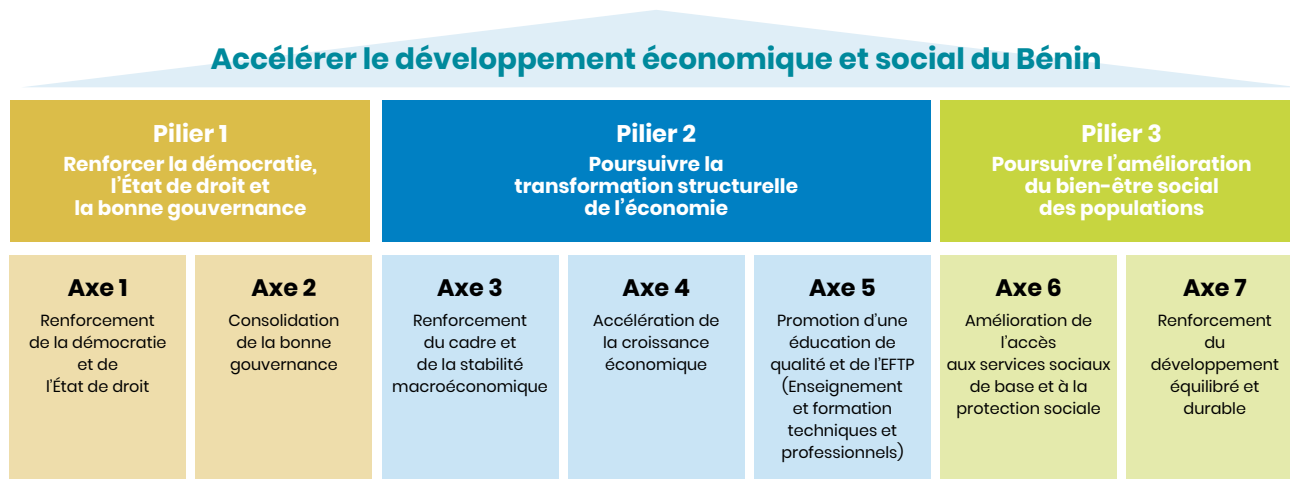 Accélérer le développement économique et social du Bénin
Pilier 1
Renforcer la démocratie,
l'État de droit et
la bonne gouvernance
Pilier 2
Poursuivre la
transformation structurelle
de l'économie
Pilier 3
Poursuivre l'amélioration
du bien-être social
des populations
Axe 1
Renforcement
de la démocratie
et de
l'État de droit
Axe 2
Consolidation
de la bonne
gouvernance
Axe 3
Renforcement
du cadre et
de la stabilité
macroéconomique
Axe 4
Accélération de
la croissance
économique
Axe 5
Promotion d'une
éducation de
qualité et de l'EFTP
(Enseignement
et formation
techniques et
professionnels)
Axe 6
Amélioration de
l'accès
aux services sociaux
de base et à la
protection sociale
Axe 7
Renforcement
du
développement
équilibré et
durable